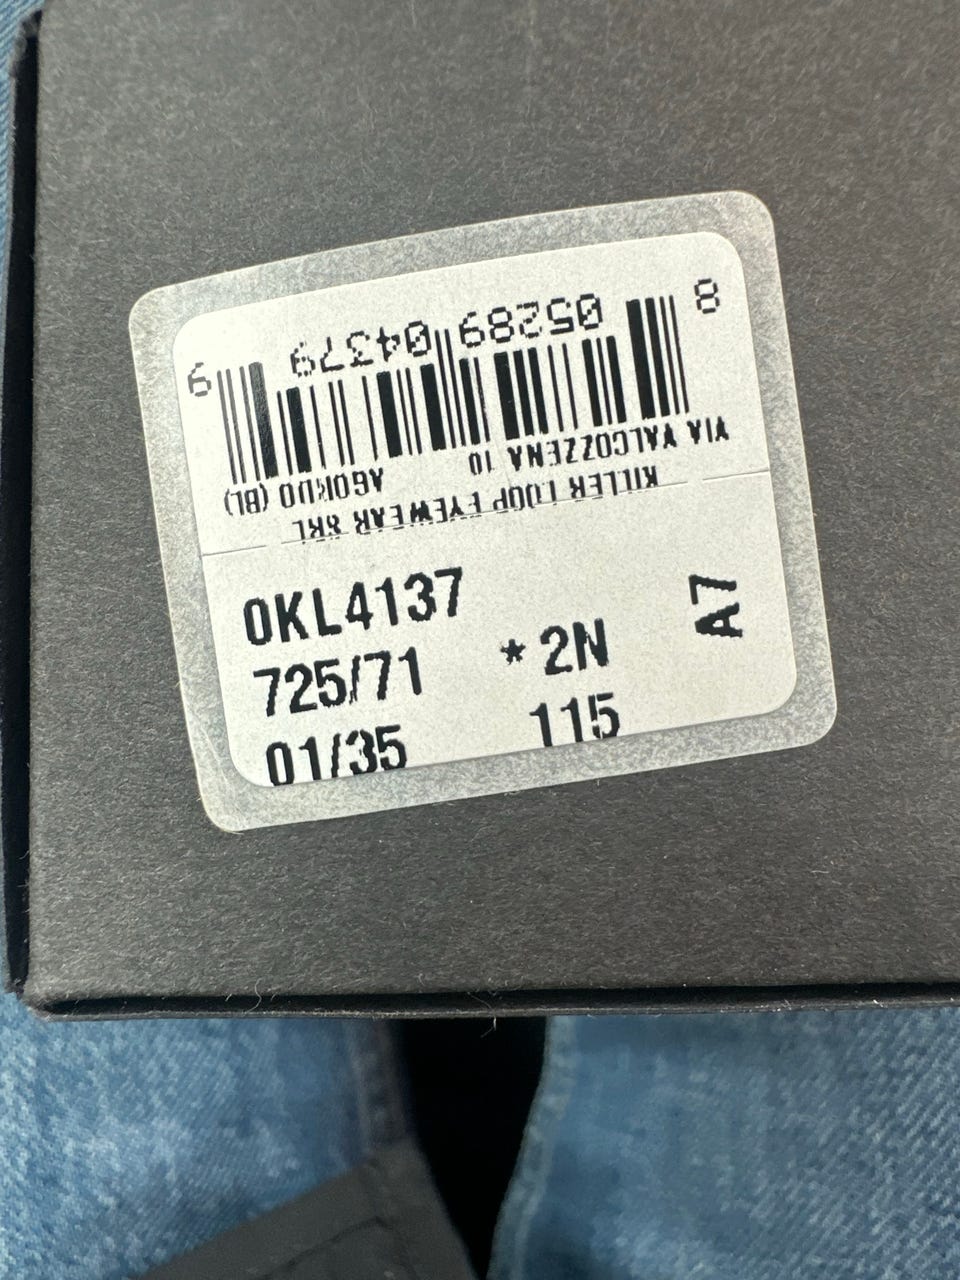 KILLER LOOP EYEWEAR SRL
VIA VALCOZZENA 10 AGORDO (BL)
8 05289 04379 9
0KL4137
725/71 * 2N
01/35 115
A7